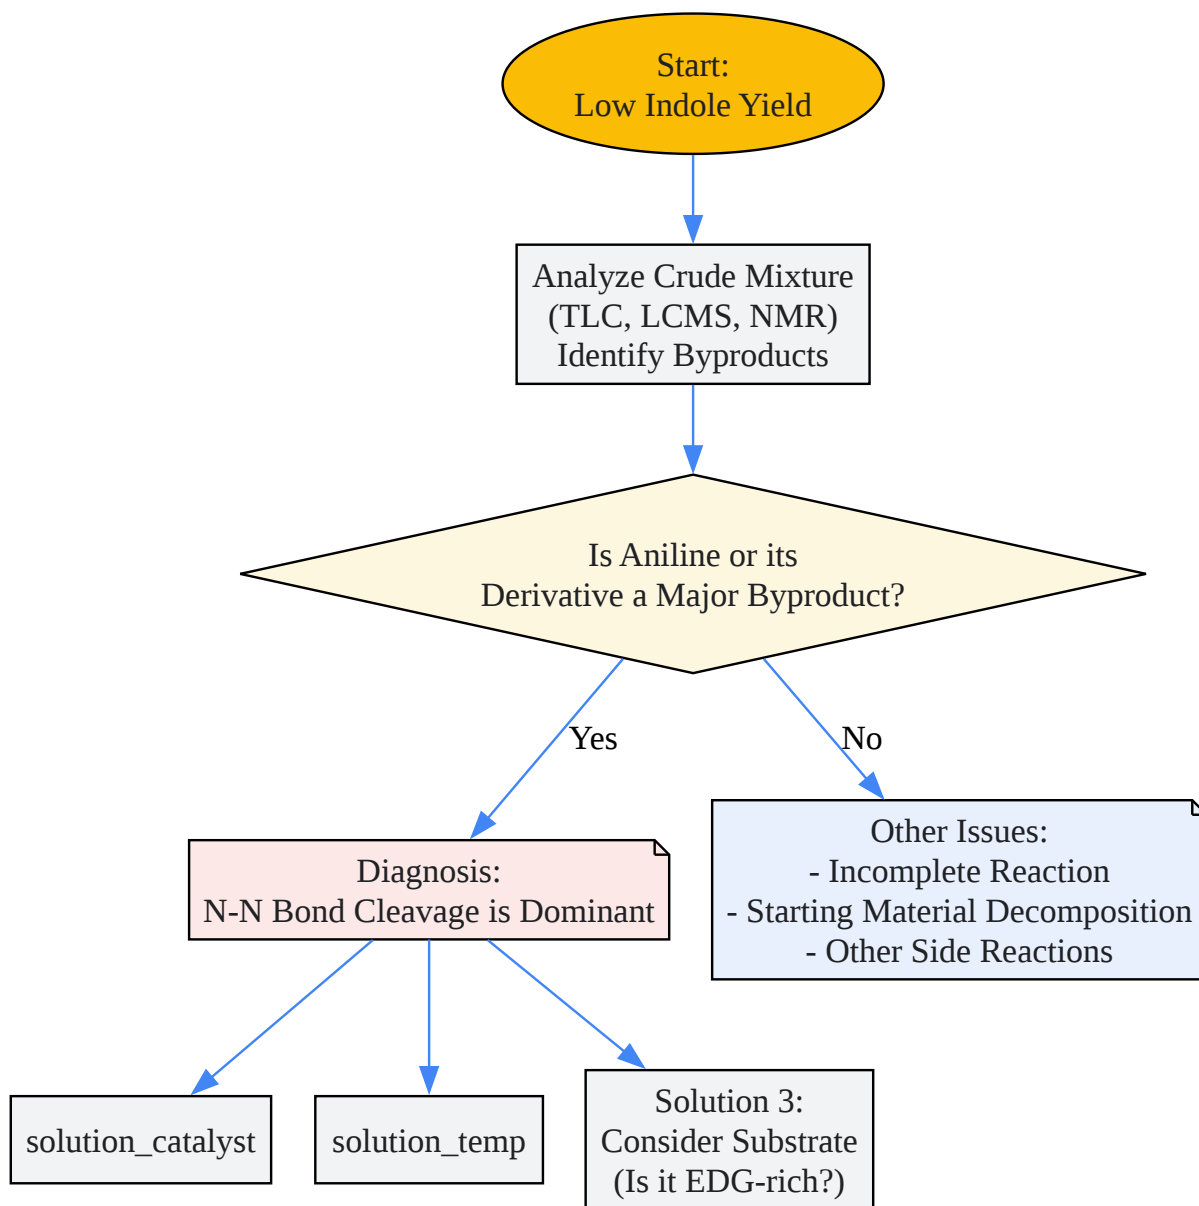 Start:
Low Indole Yield
Analyze Crude Mixture
(TLC, LCMS, NMR)
Identify Byproducts
Is Aniline or its
Derivative a Major Byproduct?
Yes
No
Diagnosis:
N-N Bond Cleavage is Dominant
Other Issues:
- Incomplete Reaction
- Starting Material Decomposition
- Other Side Reactions
solution_catalyst
solution_temp
Solution 3:
Consider Substrate
(Is it EDG-rich?)